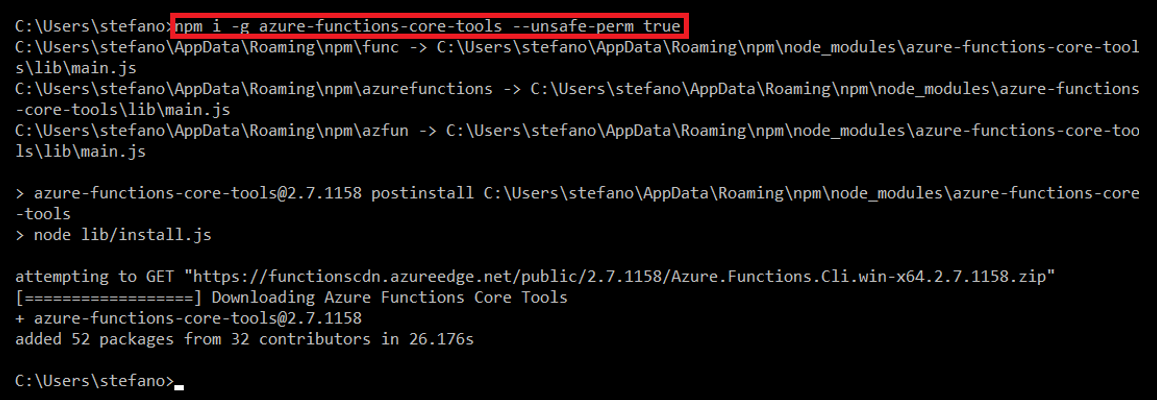 C:\Users\stefano>npm i -g azure-functions-core-tools --unsafe-perm true
C:\Users\stefano\AppData\Roaming\npm\func -> C:\Users\stefano\AppData\Roaming\npm\node_modules\azure-functions-core-tool
s\lib\main.js
C:\Users\stefano\AppData\Roaming\npm\azurefunctions -> C:\Users\stefano\AppData\Roaming\npm\node_modules\azure-functions
-core-tools\lib\main.js
C:\Users\stefano\AppData\Roaming\npm\azfun -> C:\Users\stefano\AppData\Roaming\npm\node_modules\azure-functions-core-too
ls\lib\main.js
> azure-functions-core-tools@2.7.1158 postinstall C:\Users\stefano\AppData\Roaming\npm\node_modules\azure-functions-core
-tools
> node lib/install.js
attempting to GET "https://functionscdn.azureedge.net/public/2.7.1158/Azure.Functions.Cli.win-x64.2.7.1158.zip"
[==================] Downloading Azure Functions Core Tools
+ azure-functions-core-tools@2.7.1158
added 52 packages from 32 contributors in 26.176s
C:\Users\stefano>